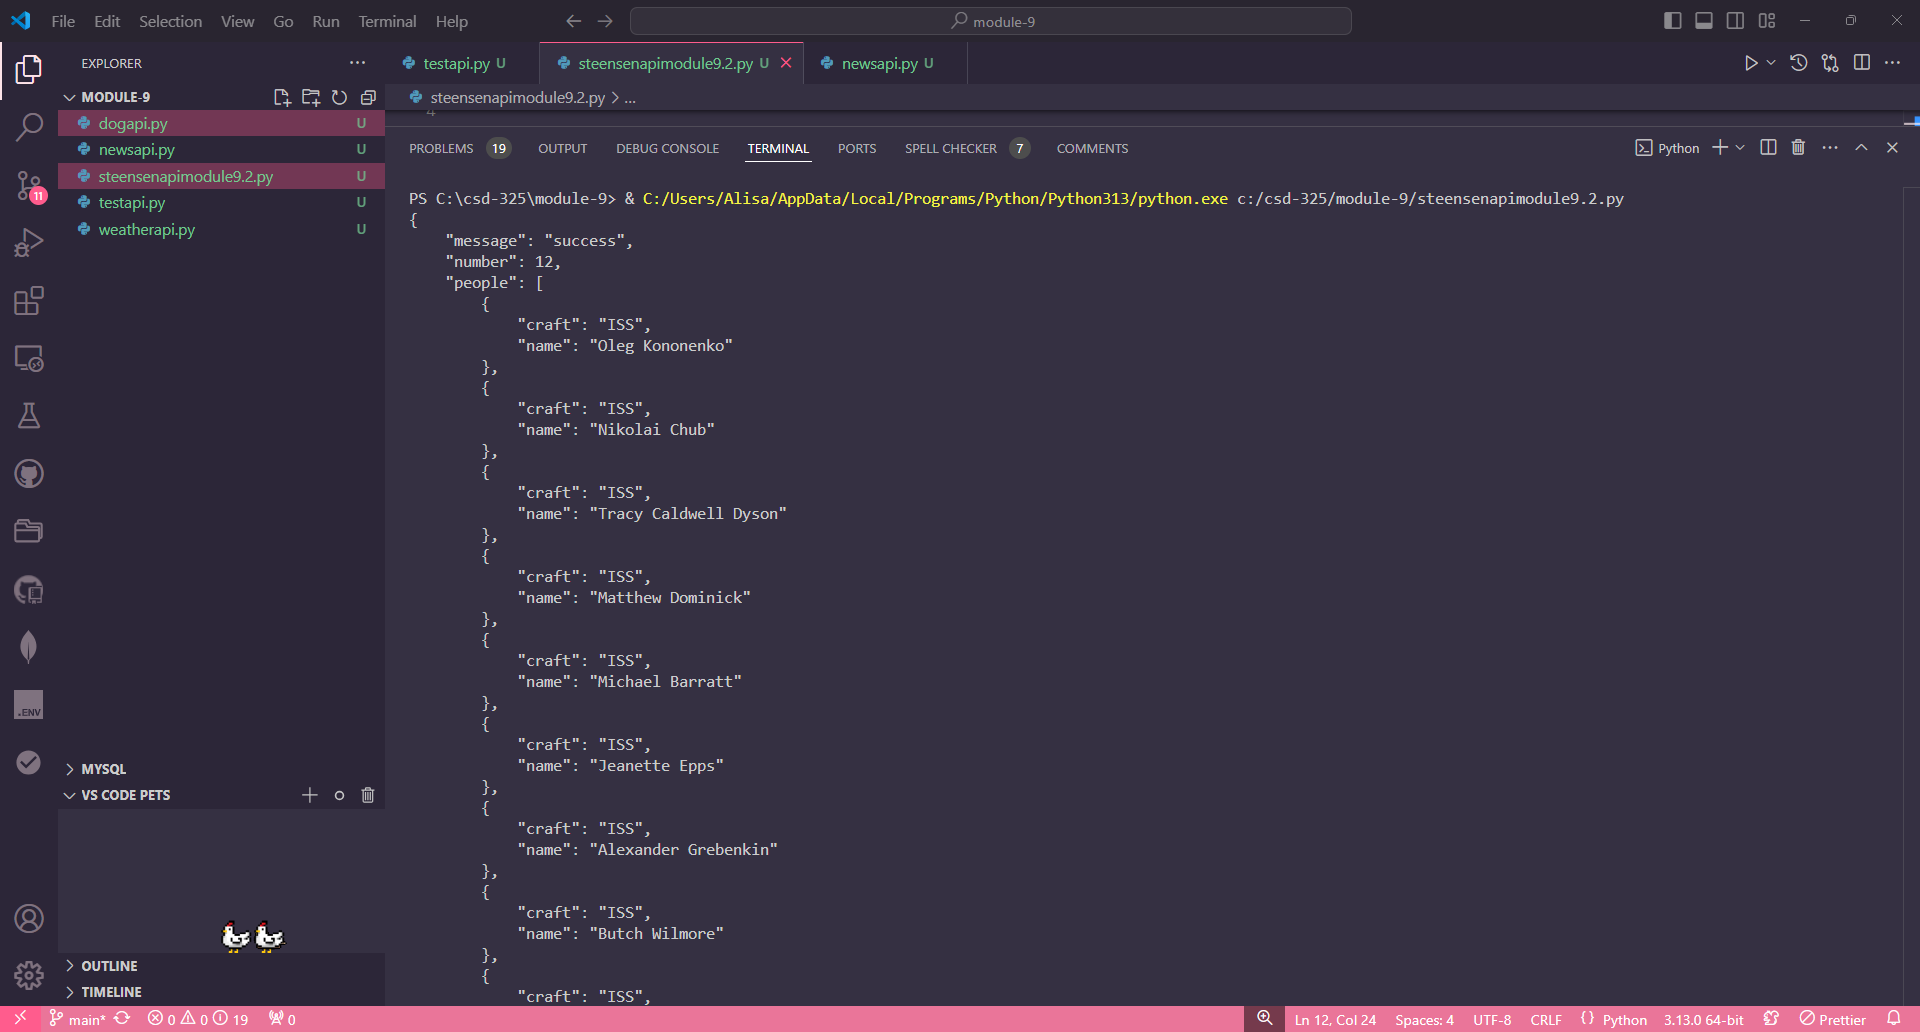 File Edit Selection View Go Run Terminal Help
module-9
EXPLORER
testapi.py U
steensenapimodule9.2.py U
newsapi.py U
MODULE-9
steensenapimodule9.2.py > ...
4
dogapi.py U
newsapi.py U
steensenapimodule9.2.py U
testapi.py U
weatherapi.py U
11
.ENV
MYSQL
VS CODE PETS
OUTLINE
TIMELINE
PROBLEMS 19 OUTPUT DEBUG CONSOLE TERMINAL PORTS SPELL CHECKER 7 COMMENTS
Python
PS C:\csd-325\module-9> & C:/Users/Alisa/AppData/Local/Programs/Python/Python313/python.exe c:/csd-325/module-9/steensenapimodule9.2.py
{
"message": "success",
"number": 12,
"people": [
{
"craft": "ISS",
"name": "Oleg Kononenko"
},
{
"craft": "ISS",
"name": "Nikolai Chub"
},
{
"craft": "ISS",
"name": "Tracy Caldwell Dyson"
},
{
"craft": "ISS",
"name": "Matthew Dominick"
},
{
"craft": "ISS",
"name": "Michael Barratt"
},
{
"craft": "ISS",
"name": "Jeanette Epps"
},
{
"craft": "ISS",
"name": "Alexander Grebenkin"
},
{
"craft": "ISS",
"name": "Butch Wilmore"
},
{
"craft": "ISS",
main* 0 0 19 0
Ln 12, Col 24 Spaces: 4 UTF-8 CRLF {} Python 3.13.0 64-bit Prettier